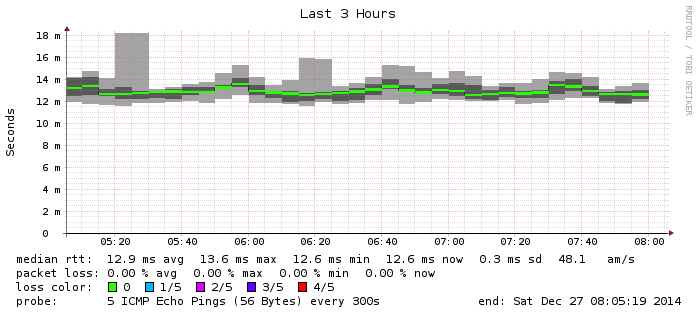 Last 3 Hours
RRDTOOL / TOBI OETIKER
Seconds
18 m
16 m
14 m
12 m
10 m
8 m
6 m
4 m
2 m
0
05:20 05:40 06:00 06:20 06:40 07:00 07:20 07:40 08:00
median rtt: 12.9 ms avg 13.6 ms max 12.6 ms min 12.6 ms now 0.3 ms sd 48.1 am/s
packet loss: 0.00 % avg 0.00 % max 0.00 % min 0.00 % now
loss color: 0 1/5 2/5 3/5 4/5
probe: 5 ICMP Echo Pings (56 Bytes) every 300s end: Sat Dec 27 08:05:19 2014